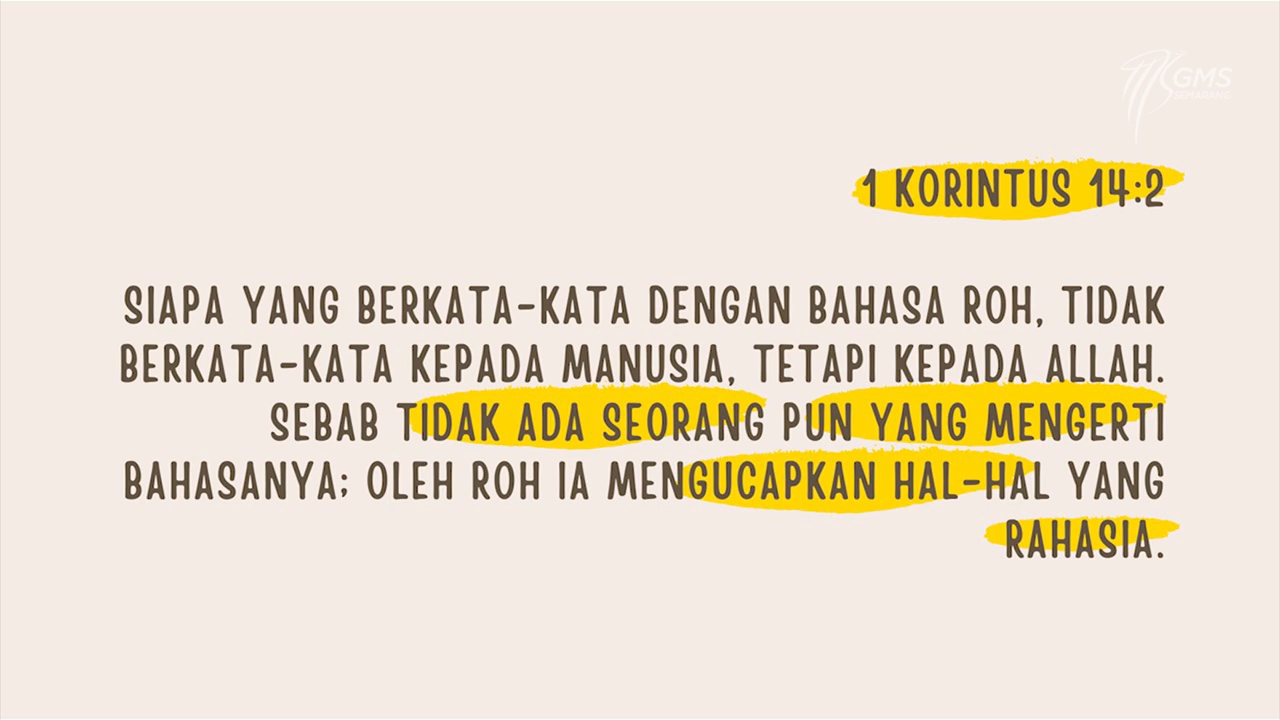 GMS
SEMARANG
1 KORINTUS 14:2
SIAPA YANG BERKATA-KATA DENGAN BAHASA ROH, TIDAK
BERKATA-KATA KEPADA MANUSIA, TETAPI KEPADA ALLAH.
SEBAB TIDAK ADA SEORANG PUN YANG MENGERTI
BAHASANYA; OLEH ROH IA MENGUCAPKAN HAL-HAL YANG
RAHASIA.